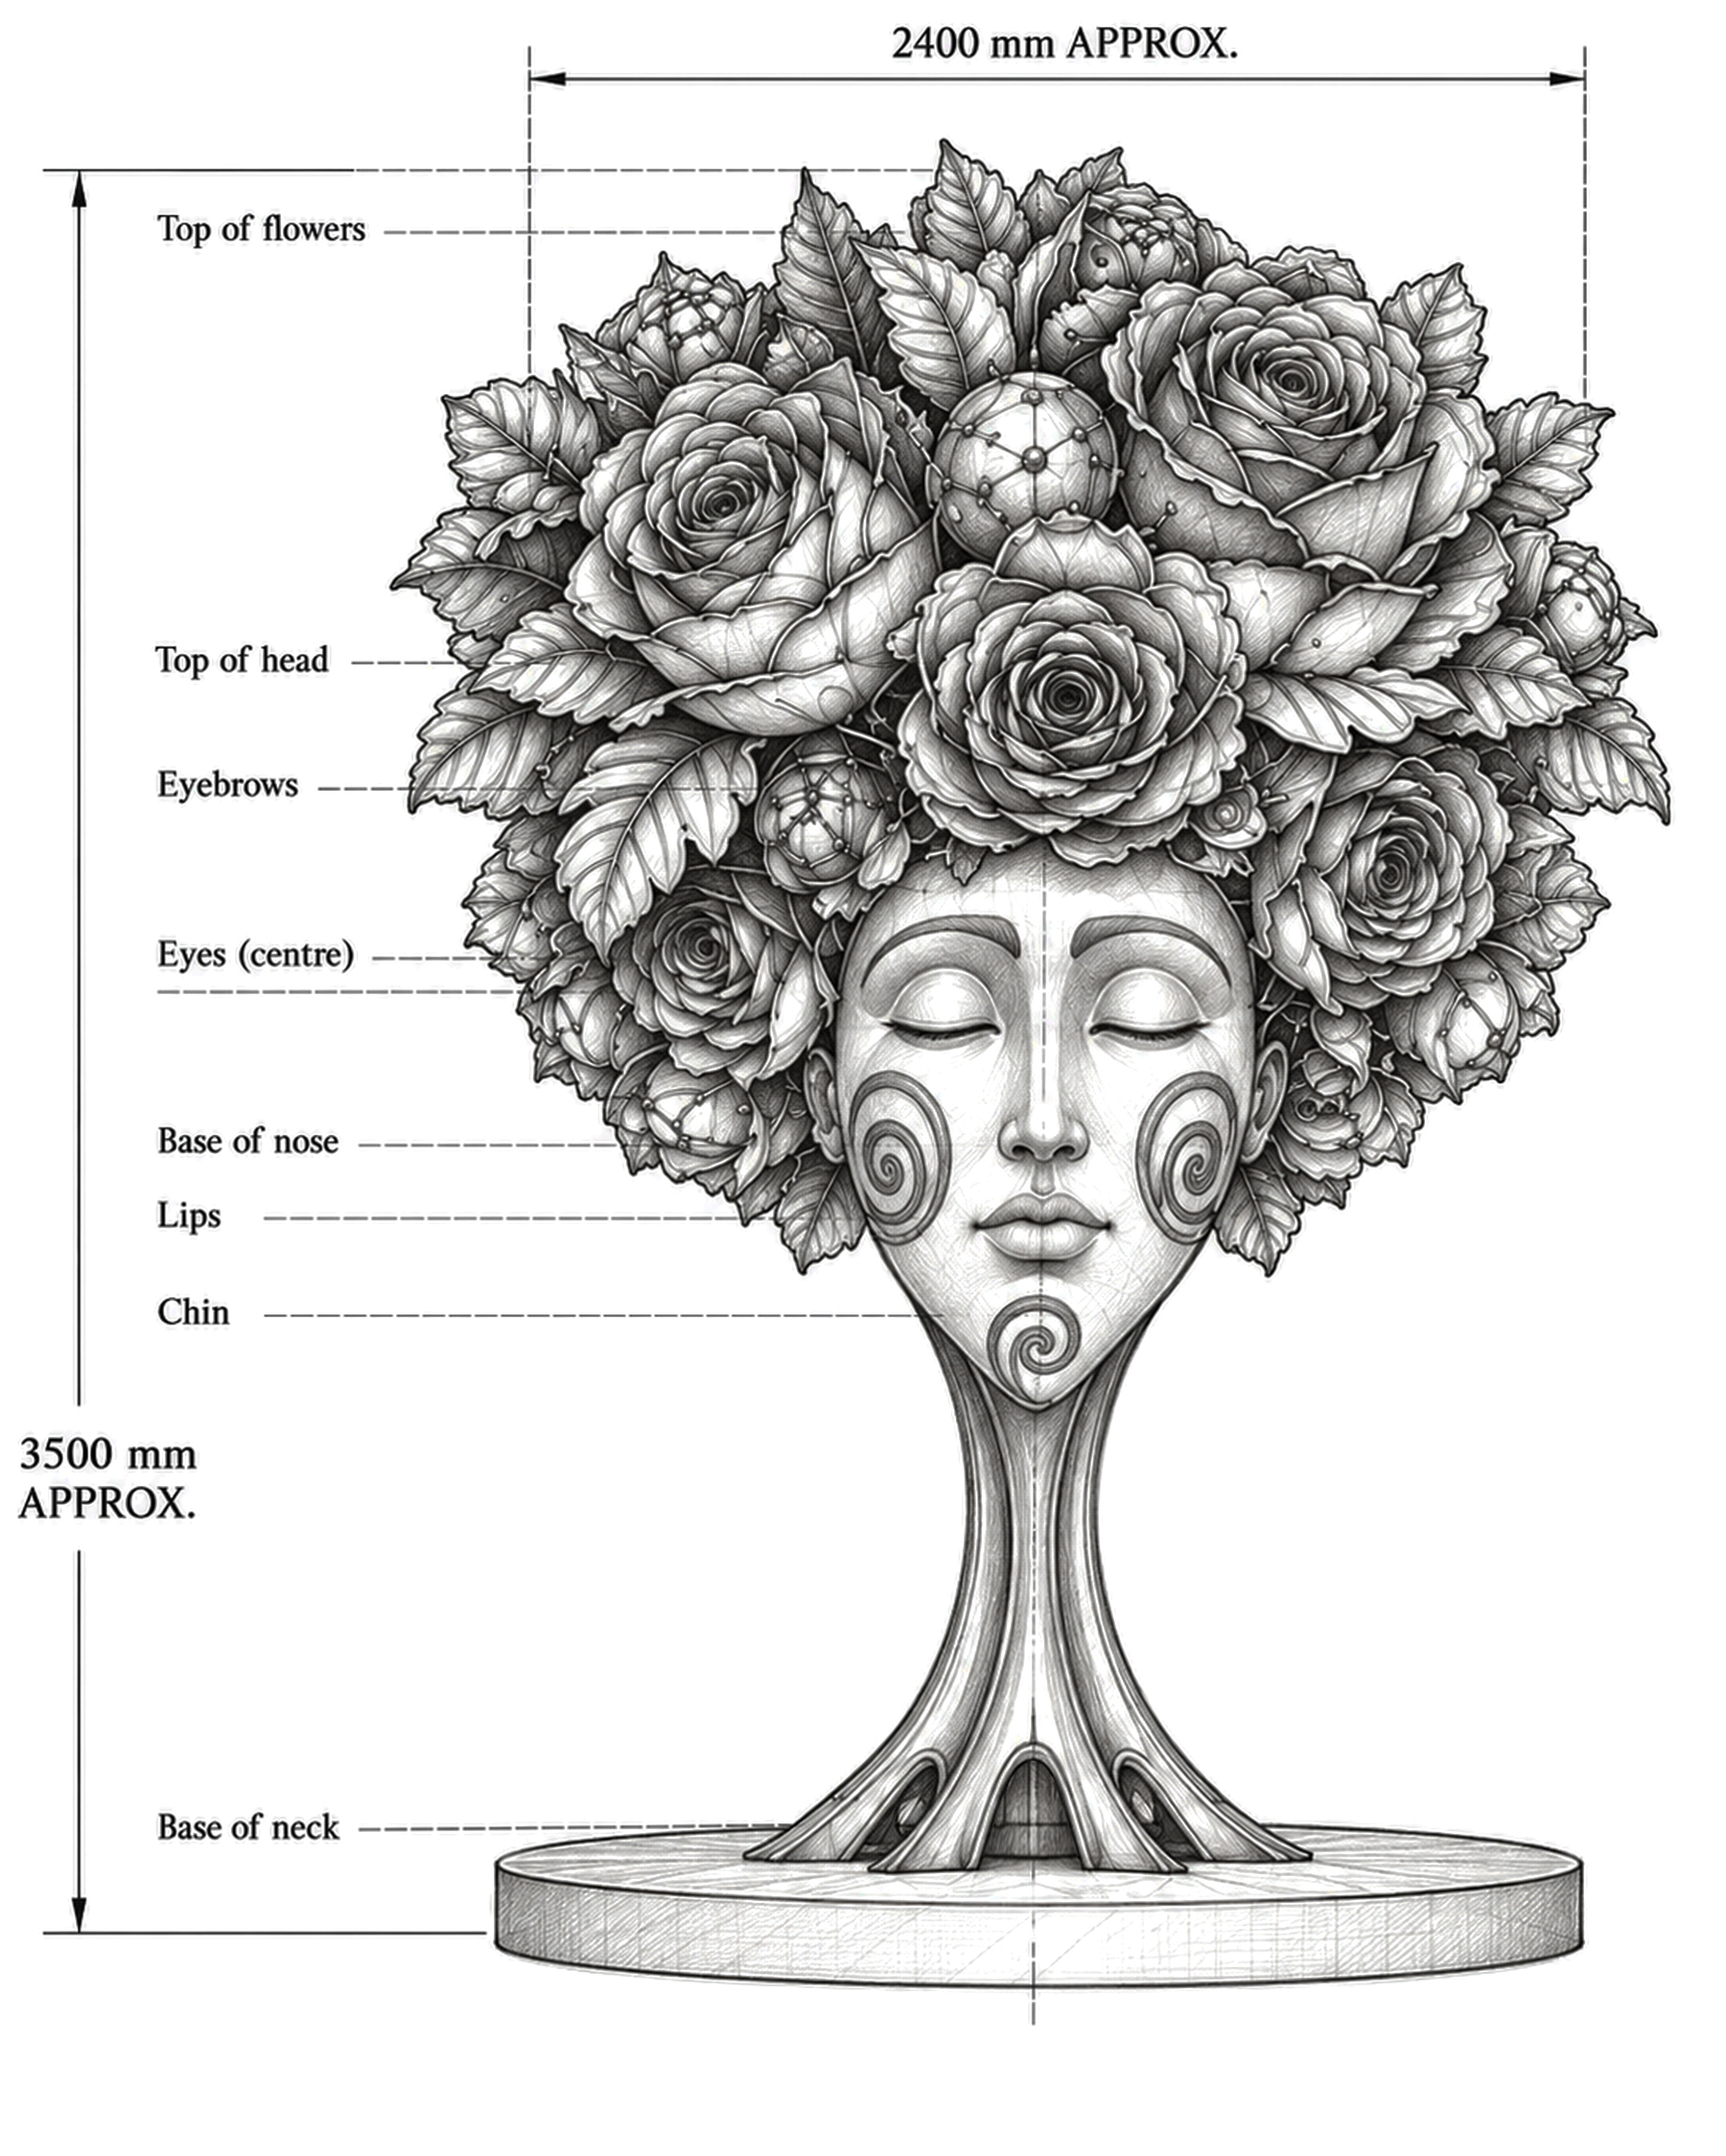 2400 mm APPROX.
Top of flowers
Top of head
Eyebrows
Eyes (centre)
Base of nose
Lips
Chin
3500 mm
APPROX.
Base of neck